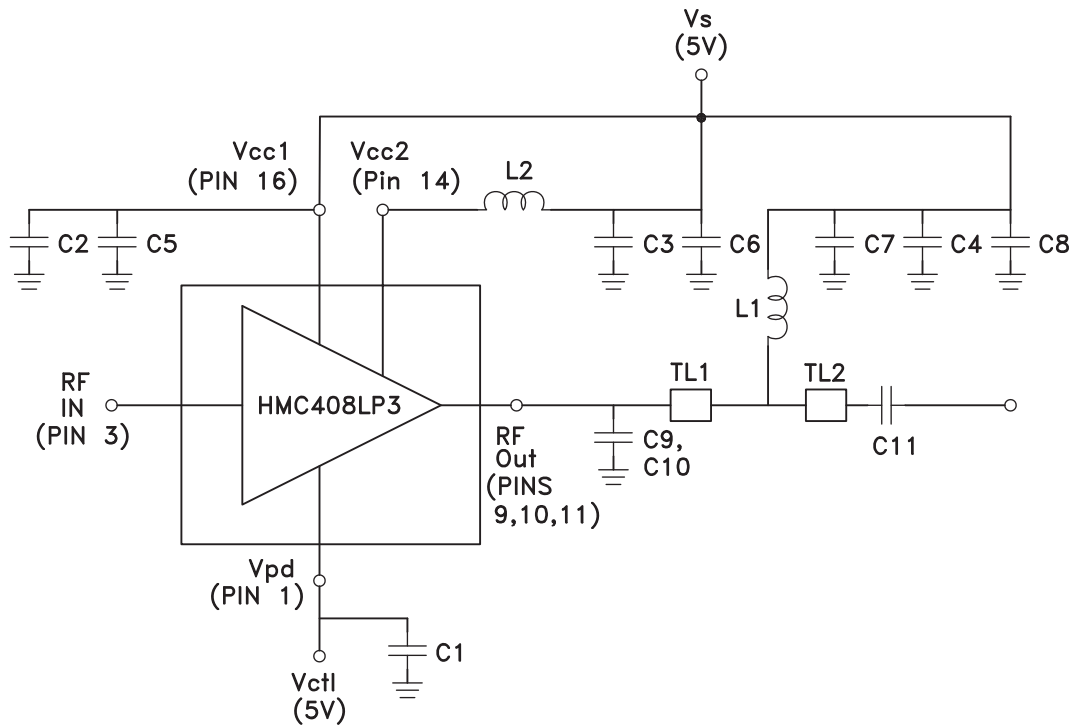 Vs
(5V)
Vcc1
(PIN 16)
Vcc2
(Pin 14)
L2
C2
C5
C3
C6
C7
C4
C8
L1
RF
IN
(PIN 3)
HMC408LP3
TL1
TL2
RF
Out
(PINS
9,10,11)
C9,
C10
C11
Vpd
(PIN 1)
C1
Vctl
(5V)